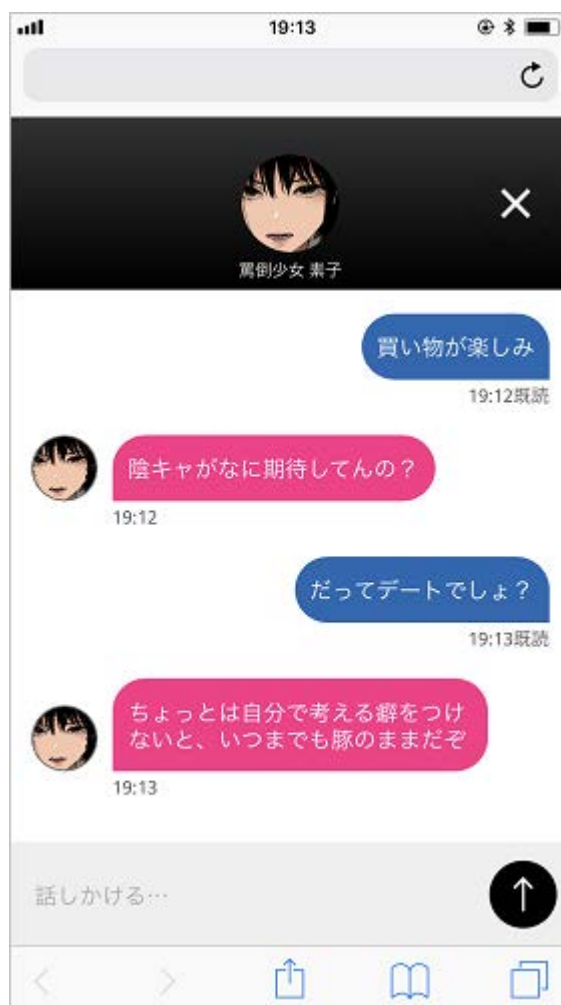 19:13
罵倒少女 素子
買い物が楽しみ
19:12既読
陰キャがなに期待してんの？
19:12
だってデートでしょ？
19:13既読
ちょっとは自分で考える癖をつけ
ないと、いつまでも豚のままだぞ
19:13
話しかける…